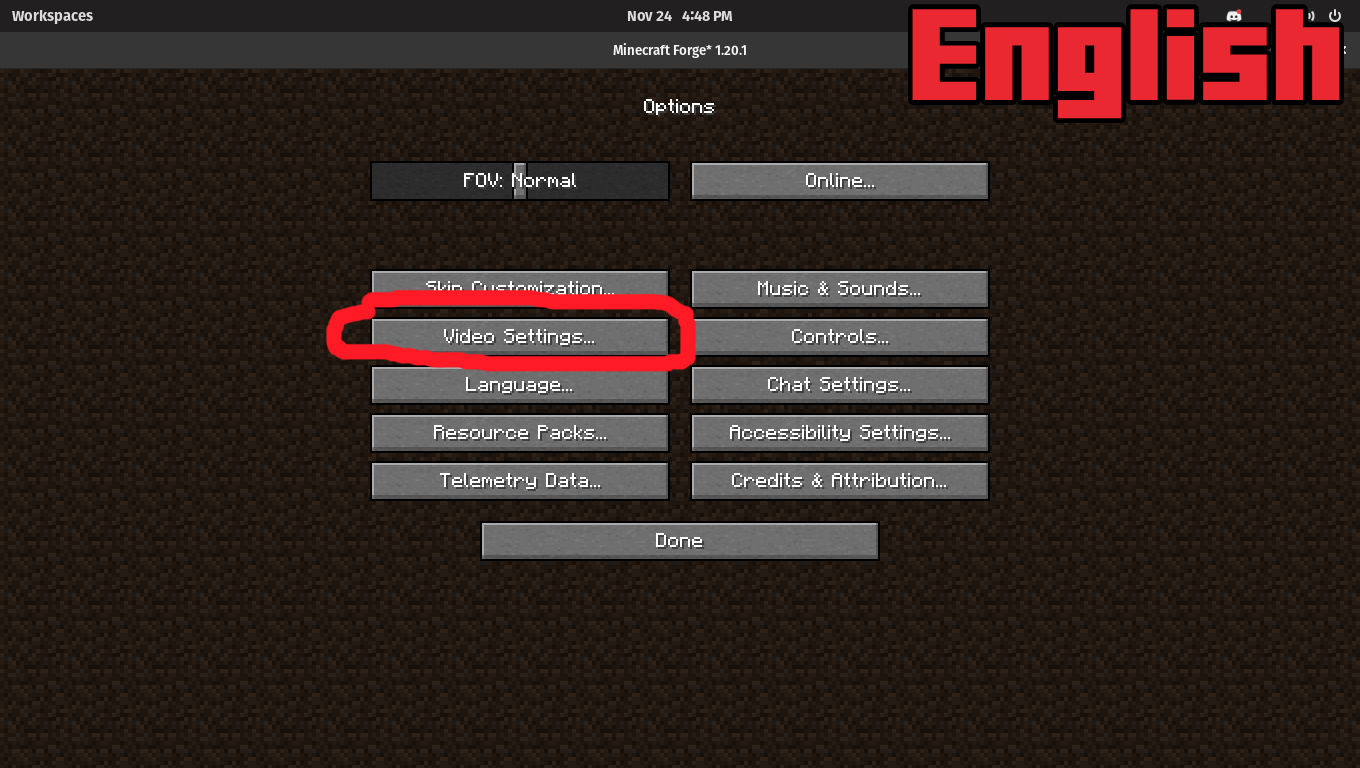 Workspaces
Nov 24 4:48 PM
English
Minecraft Forge* 1.20.1
Options
FOV: Normal
Online...
Skin Customization...
Music & Sounds...
Video Settings...
Controls...
Language...
Chat Settings...
Resource Packs...
Accessibility Settings...
Telemetry Data...
Credits & Attribution...
Done